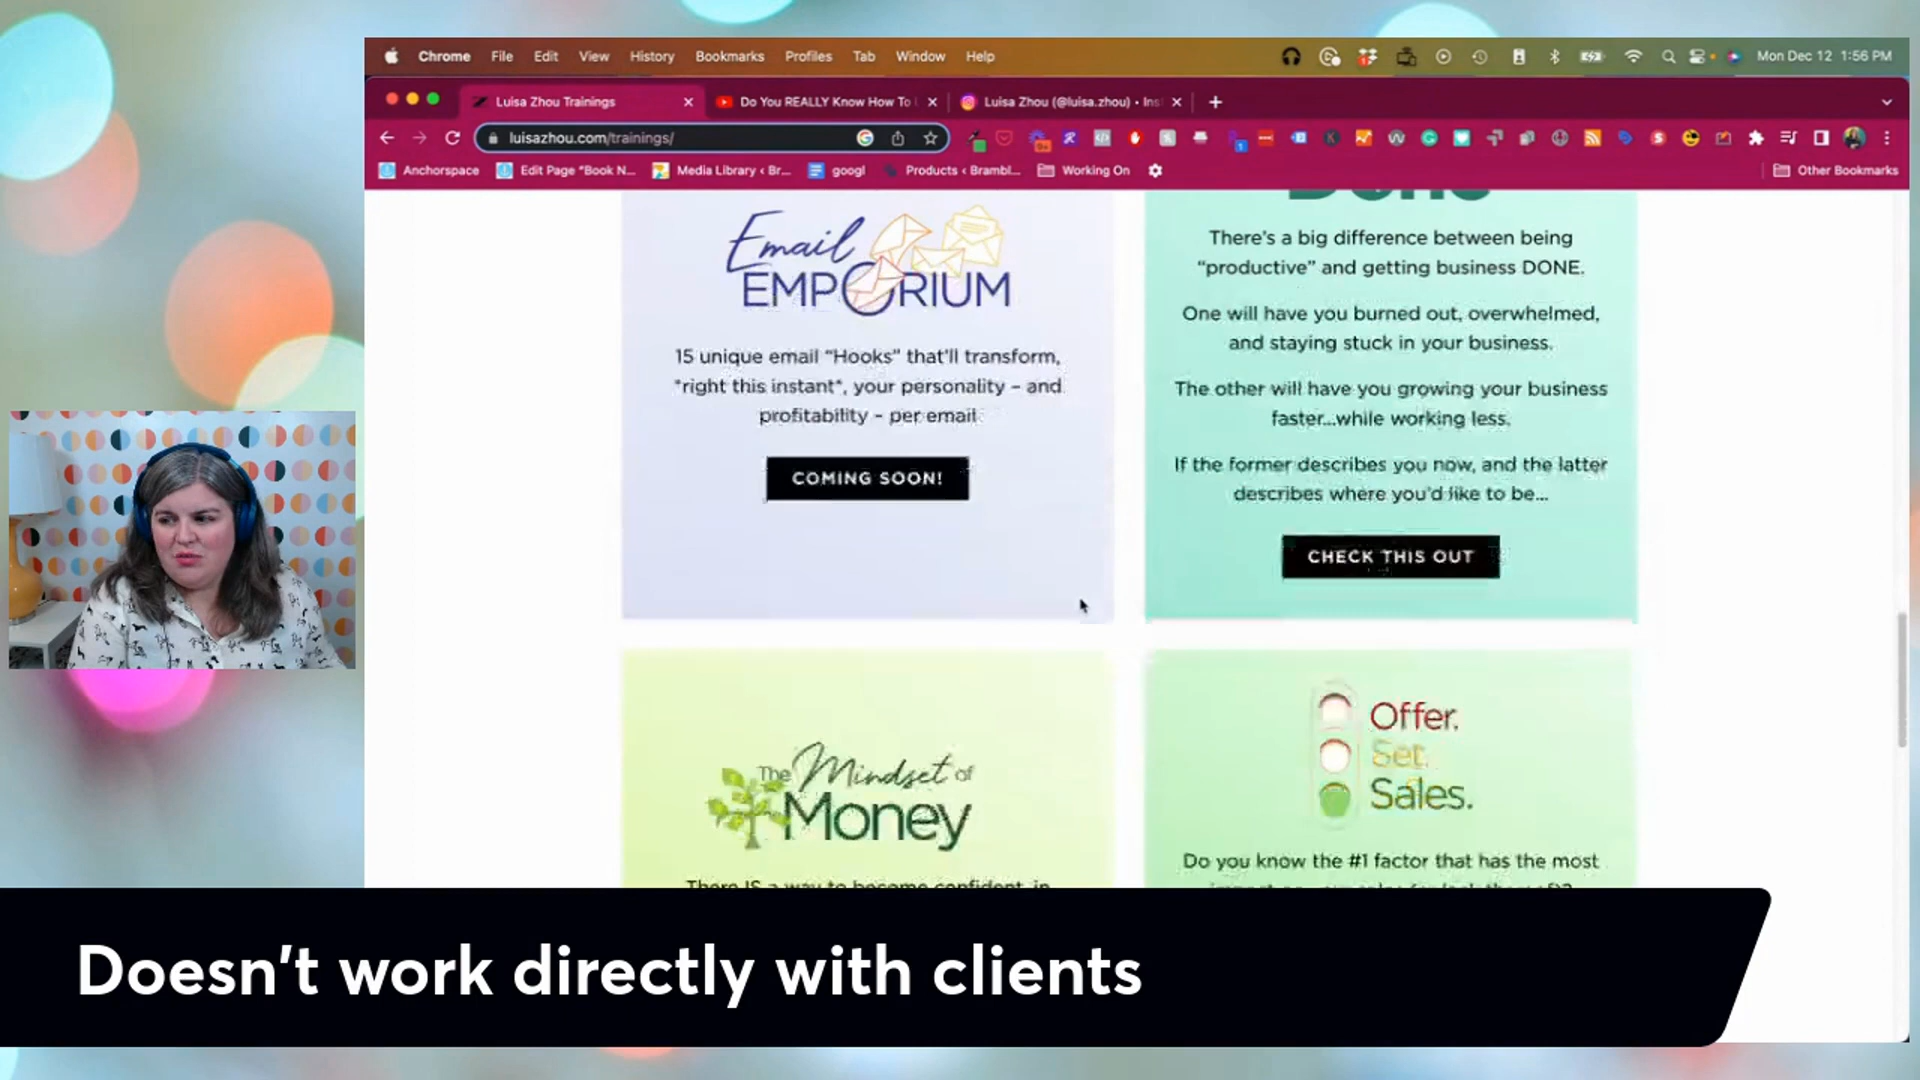 Chrome File Edit View History Bookmarks Profiles Tab Window Help
Mon Dec 12 1:56 PM
Luisa Zhou Trainings
Do You REALLY Know How To
Luisa Zhou (@luisa.zhou) • Ins
luisazhou.com/trainings/
Anchorspace
Edit Page "Book N...
Media Library ‹ Br...
googl
Products ‹ Brambl...
Working On
Other Bookmarks
Email
EMPORIUM
15 unique email “Hooks” that'll transform,
*right this instant*, your personality – and
profitability – per email
COMING SOON!
There's a big difference between being
“productive” and getting business DONE.
One will have you burned out, overwhelmed,
and staying stuck in your business.
The other will have you growing your business
faster...while working less.
If the former describes you now, and the latter
describes where you'd like to be...
CHECK THIS OUT
The Mindset of
Money
There IS a way to become confident, in
Offer.
Set.
Sales.
Do you know the #1 factor that has the most
Doesn't work directly with clients